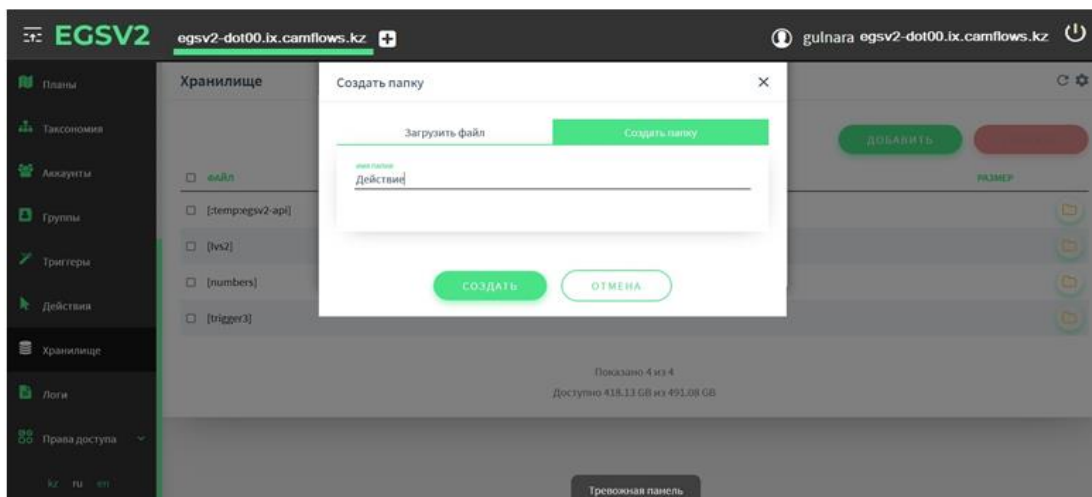 EGSV2
egsv2-dot00.ix.camflows.kz
gulnara egsv2-dot00.ix.camflows.kz
Планы
Таксономия
Аккаунты
Группы
Триггеры
Действия
Хранилище
Логи
Права доступа
kz ru en
Хранилище
Создать папку
Загрузить файл
Создать папку
ИМЯ ПАПКИ
Действие
СОЗДАТЬ
ОТМЕНА
ДОБАВИТЬ
ФАЙЛ
РАЗМЕР
[:temp:egsv2-api]
[lvs2]
[numbers]
[trigger3]
Показано 4 из 4
Доступно 418.13 GB из 491.08 GB
Тревожная панель